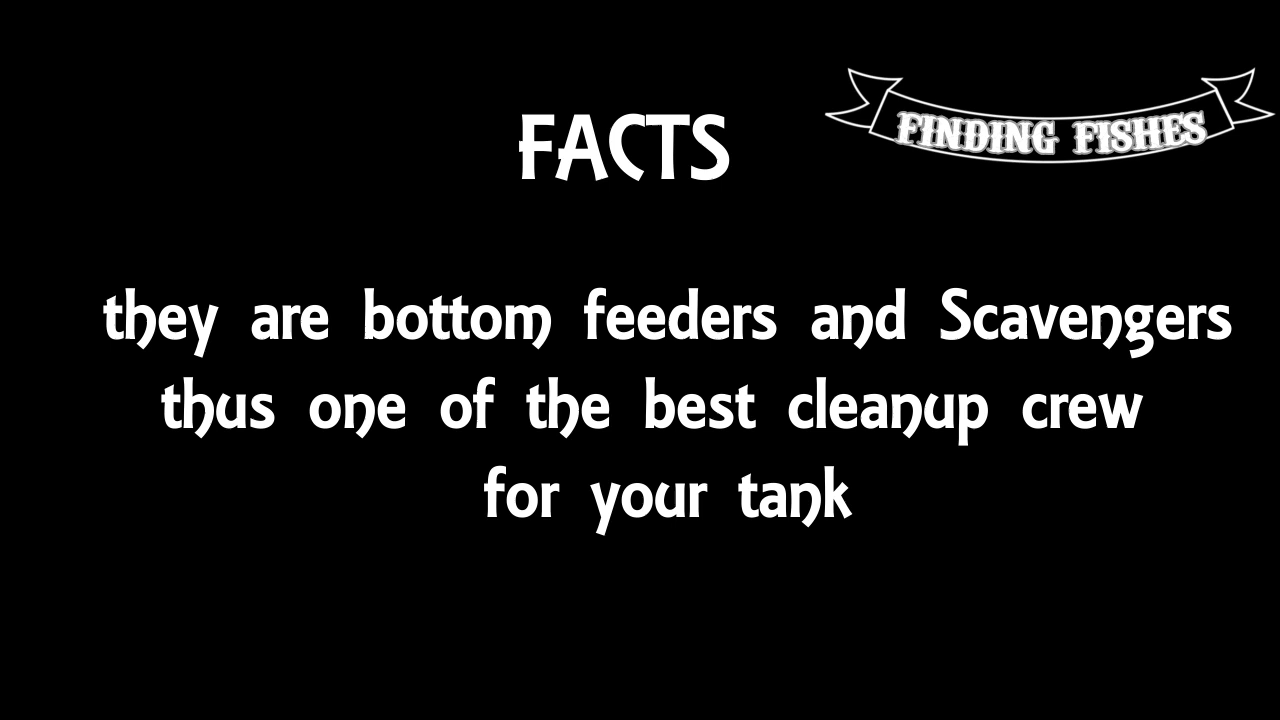 FINDING FISHES
FACTS
they are bottom feeders and Scavengers
thus one of the best cleanup crew
for your tank